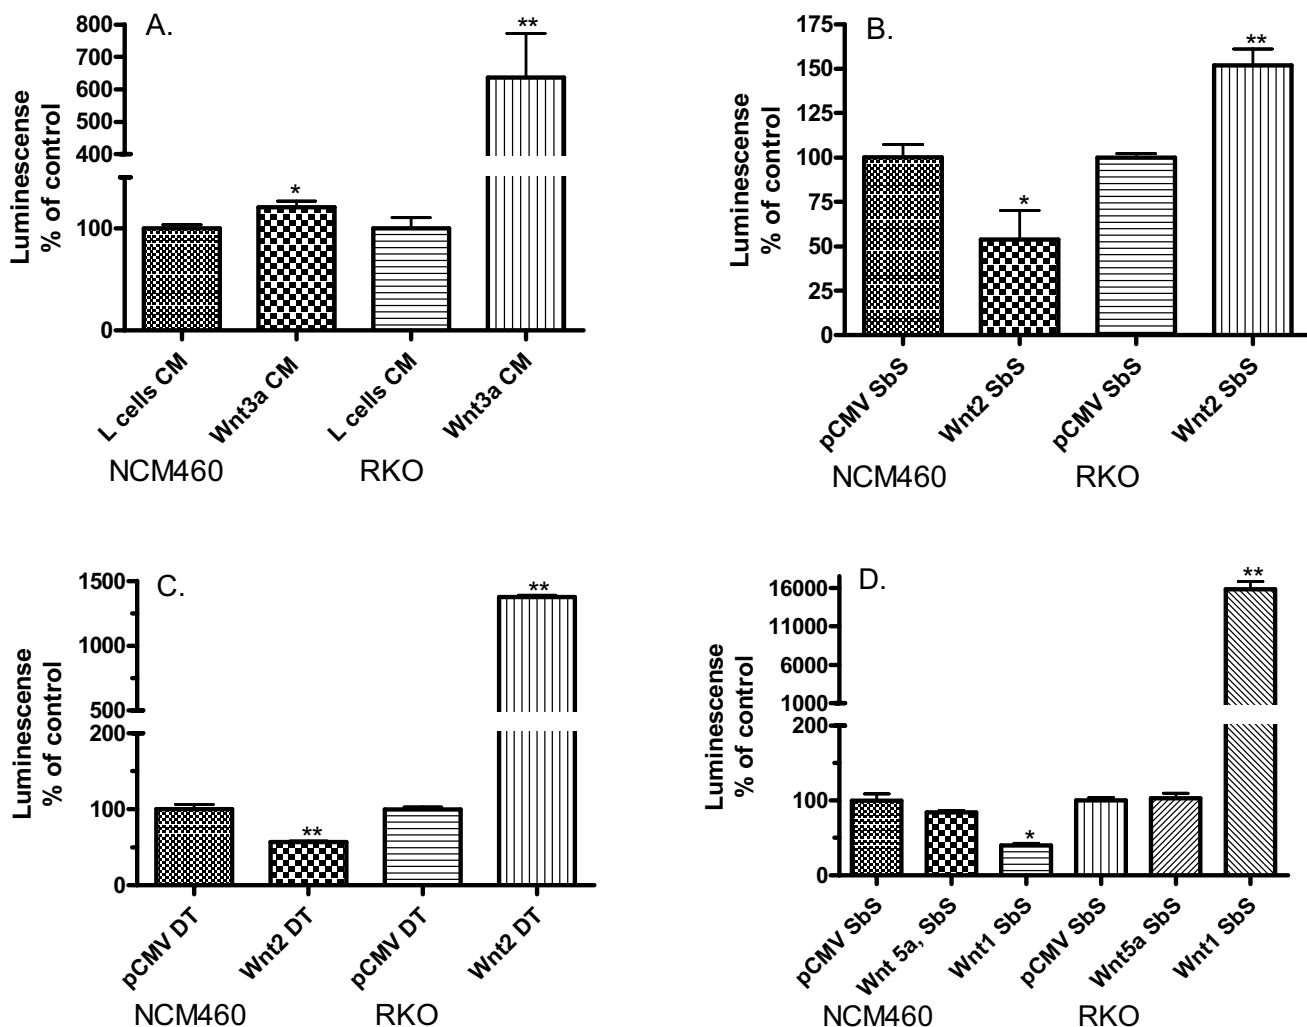 A.
Luminescense
% of control
800
700
600
500
400
100
0
*
**
L cells CM
Wnt3a CM
L cells CM
Wnt3a CM
NCM460
RKO
B.
Luminescense
% of control
175
150
125
100
75
50
25
0
*
**
pCMV SbS
Wnt2 SbS
pCMV SbS
Wnt2 SbS
NCM460
RKO
C.
Luminescense
% of control
1500
1000
500
200
100
0
**
**
pCMV DT
Wnt2 DT
pCMV DT
Wnt2 DT
NCM460
RKO
D.
Luminescense
% of control
16000
11000
6000
1000
200
100
0
*
**
pCMV SbS
Wnt 5a, SbS
Wnt1 SbS
pCMV SbS
Wnt5a SbS
Wnt1 SbS
NCM460
RKO